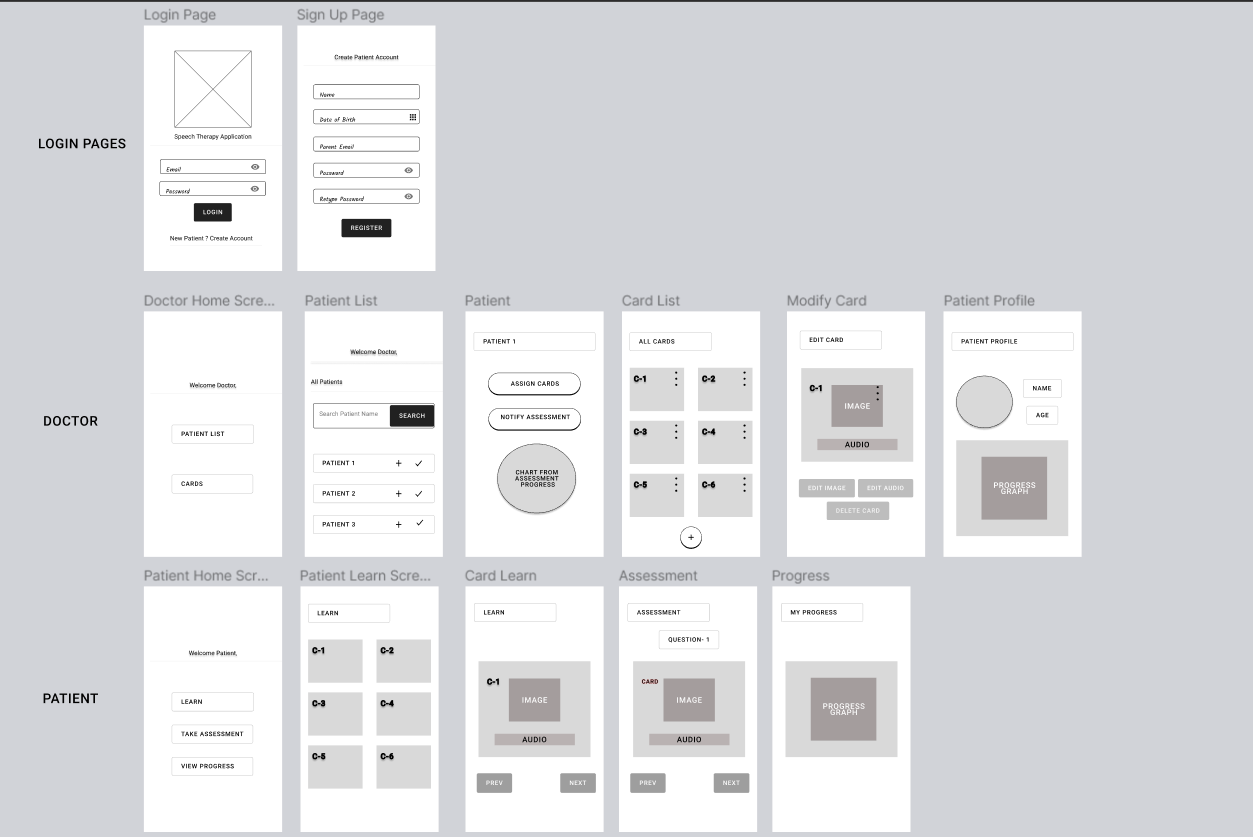 Login Page
Sign Up Page
LOGIN PAGES
Speech Therapy Application
Email
Password
LOGIN
New Patient ? Create Account
Create Patient Account
Name
Date of Birth
Parent Email
Password
Retype Password
REGISTER
Doctor Home Scre...
Patient List
Patient
Card List
Modify Card
Patient Profile
DOCTOR
Welcome Doctor,
PATIENT LIST
CARDS
Welcome Doctor,
All Patients
Search Patient Name
SEARCH
PATIENT 1
PATIENT 2
PATIENT 3
PATIENT 1
ASSIGN CARDS
NOTIFY ASSESSMENT
CHART FROM
ASSESSMENT
PROGRESS
ALL CARDS
C-1
C-2
C-3
C-4
C-5
C-6
+
EDIT CARD
C-1
IMAGE
AUDIO
EDIT IMAGE
EDIT AUDIO
DELETE CARD
PATIENT PROFILE
NAME
AGE
PROGRESS
GRAPH
Patient Home Scr...
Patient Learn Scre...
Card Learn
Assessment
Progress
PATIENT
Welcome Patient,
LEARN
TAKE ASSESSMENT
VIEW PROGRESS
LEARN
C-1
C-2
C-3
C-4
C-5
C-6
LEARN
C-1
IMAGE
AUDIO
PREV
NEXT
ASSESSMENT
QUESTION- 1
CARD
IMAGE
AUDIO
PREV
NEXT
MY PROGRESS
PROGRESS
GRAPH